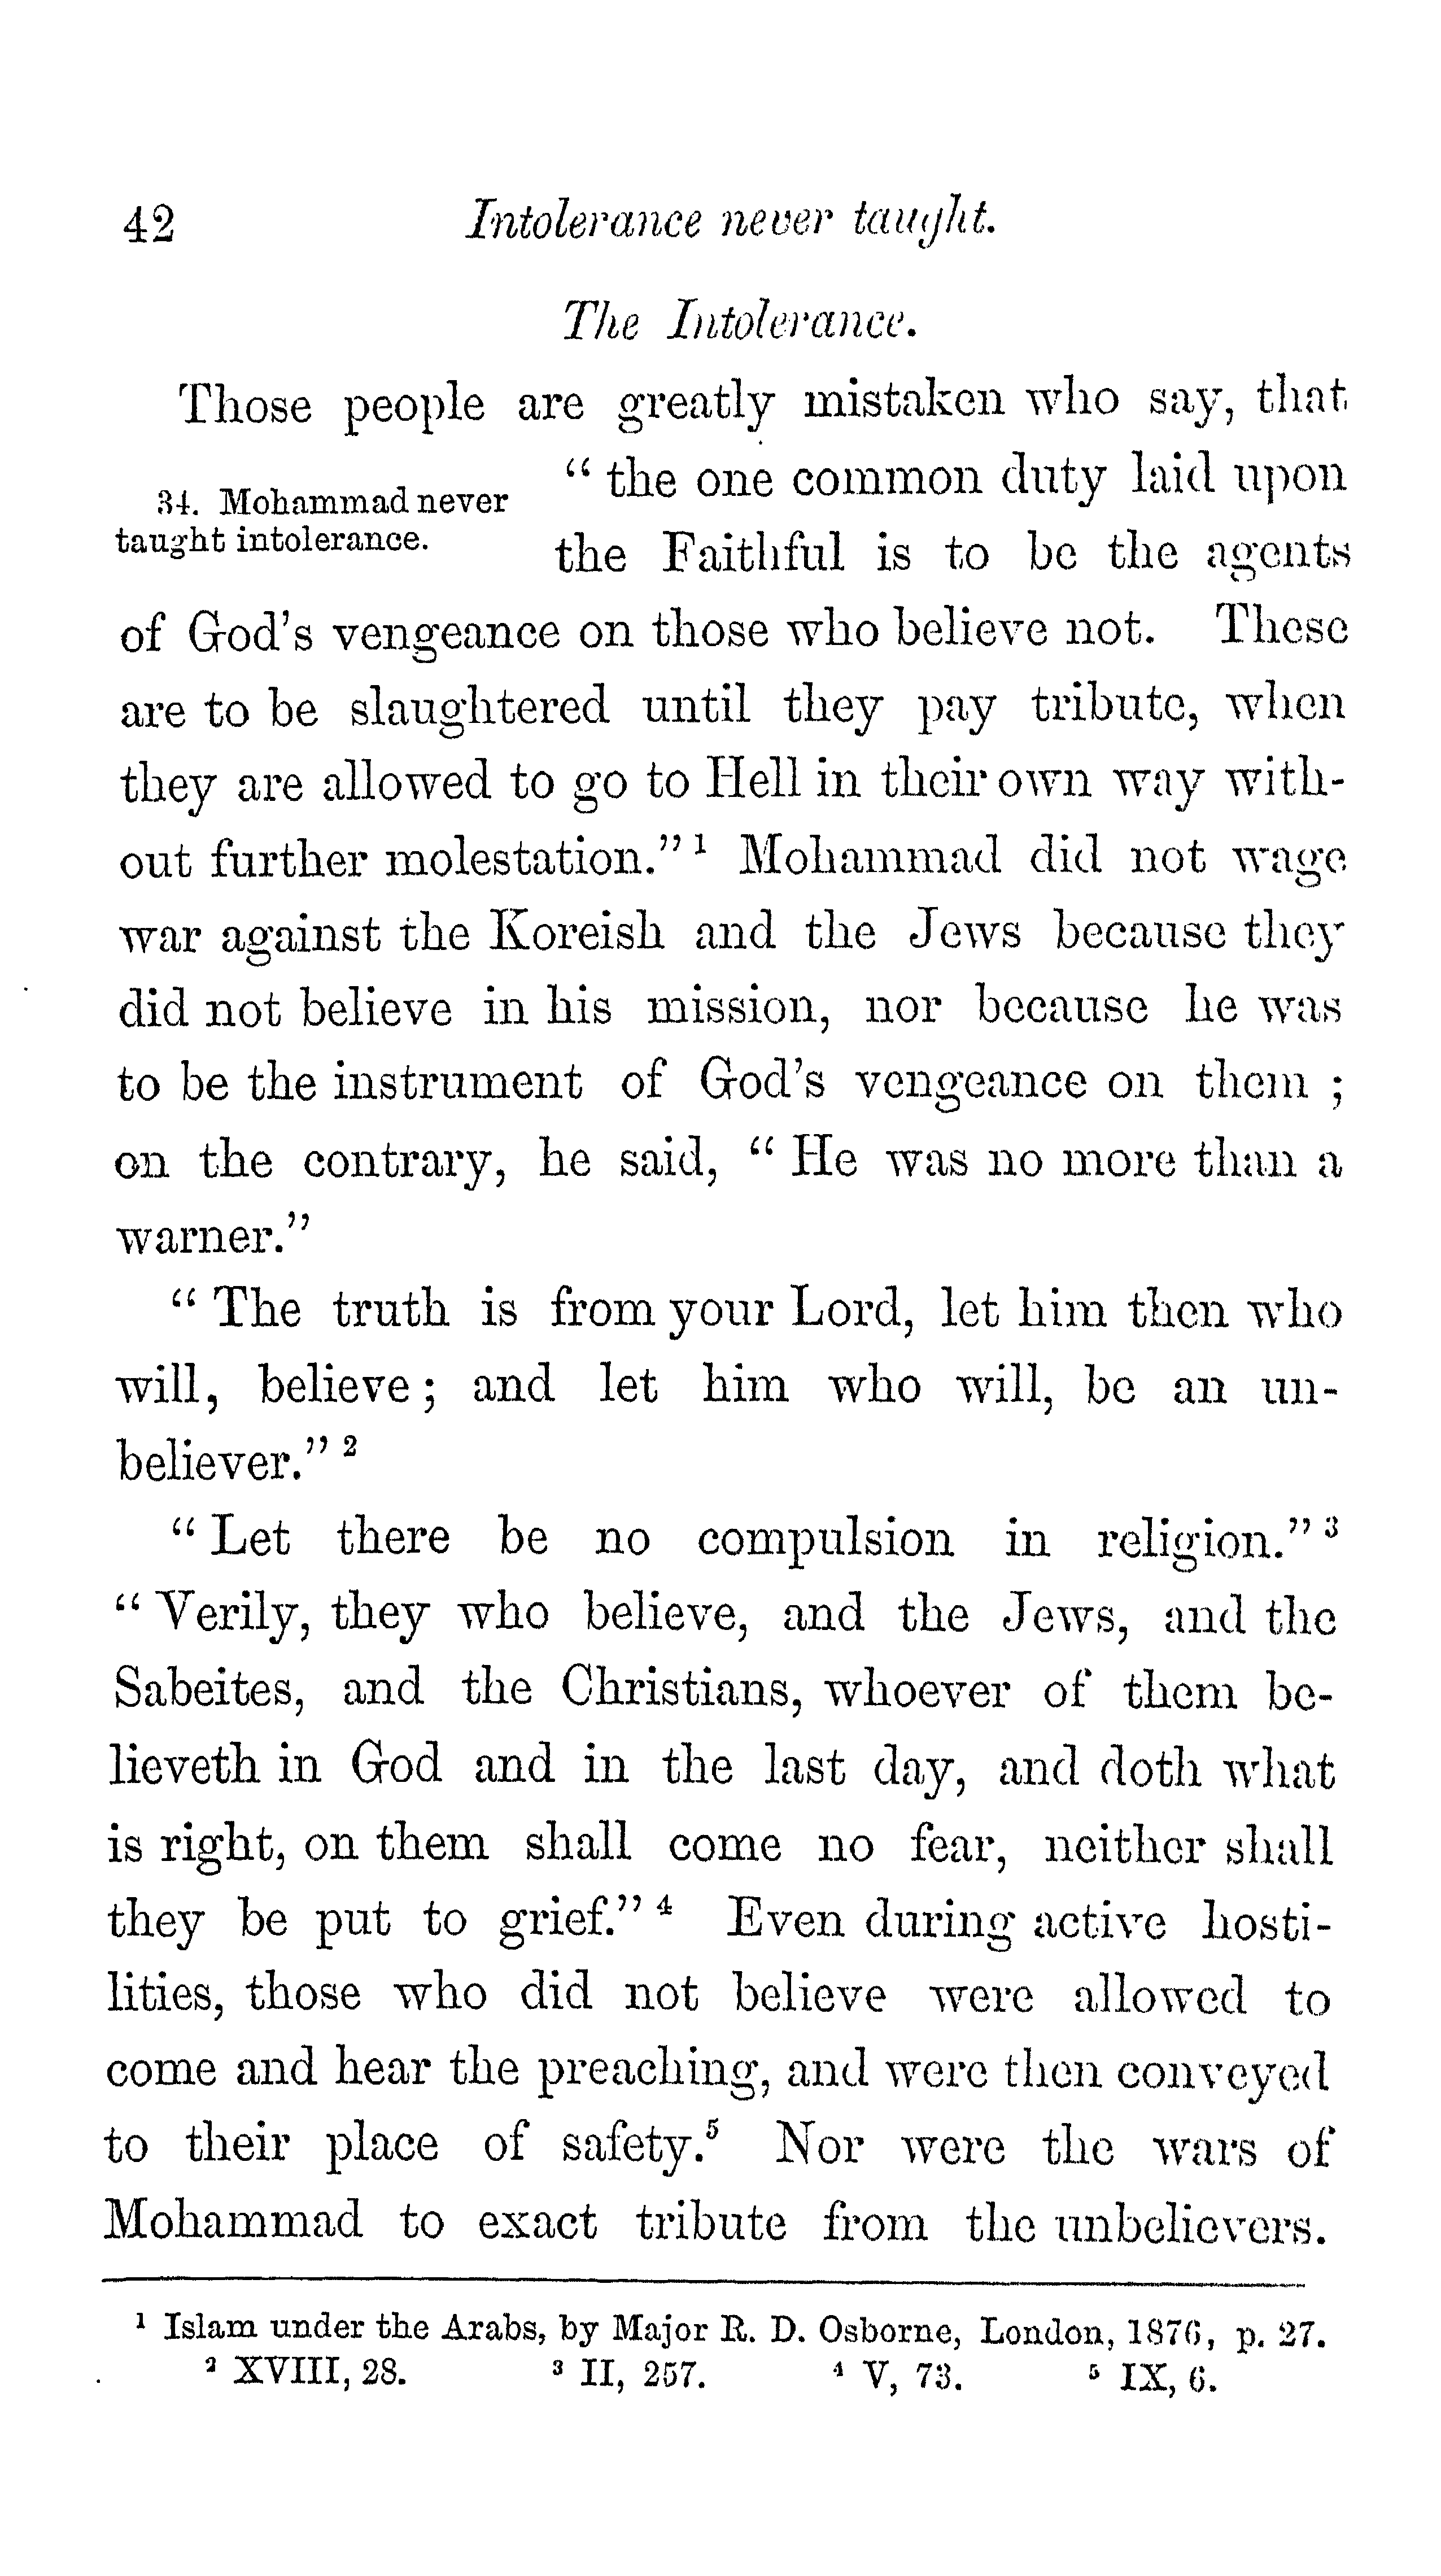 42
Intolerance never taught.
The Intolerance.
Those people are greatly mistaken who say, that
34. Mohammad never
taught intolerance.
“ the one common duty laid upon
the Faithful is to be the agents
of God's vengeance on those who believe not. These
are to be slaughtered until they pay tribute, when
they are allowed to go to Hell in their own way with-
out further molestation.” ¹ Mohammad did not wage
war against the Koreish and the Jews because they
did not believe in his mission, nor because he was
to be the instrument of God's vengeance on them ;
on the contrary, he said, “ He was no more than a
warner.”
“ The truth is from your Lord, let him then who
will, believe ; and let him who will, be an un-
believer.” ²
“ Let there be no compulsion in religion.” ³
“ Verily, they who believe, and the Jews, and the
Sabeites, and the Christians, whoever of them be-
lieveth in God and in the last day, and doth what
is right, on them shall come no fear, neither shall
they be put to grief.” ⁴ Even during active hosti-
lities, those who did not believe were allowed to
come and hear the preaching, and were then conveyed
to their place of safety.⁵ Nor were the wars of
Mohammad to exact tribute from the unbelievers.
¹ Islam under the Arabs, by Major R. D. Osborne, London, 1876, p. 27.
² XVIII, 28. ³ II, 257. ⁴ V, 73. ⁵ IX, 6.